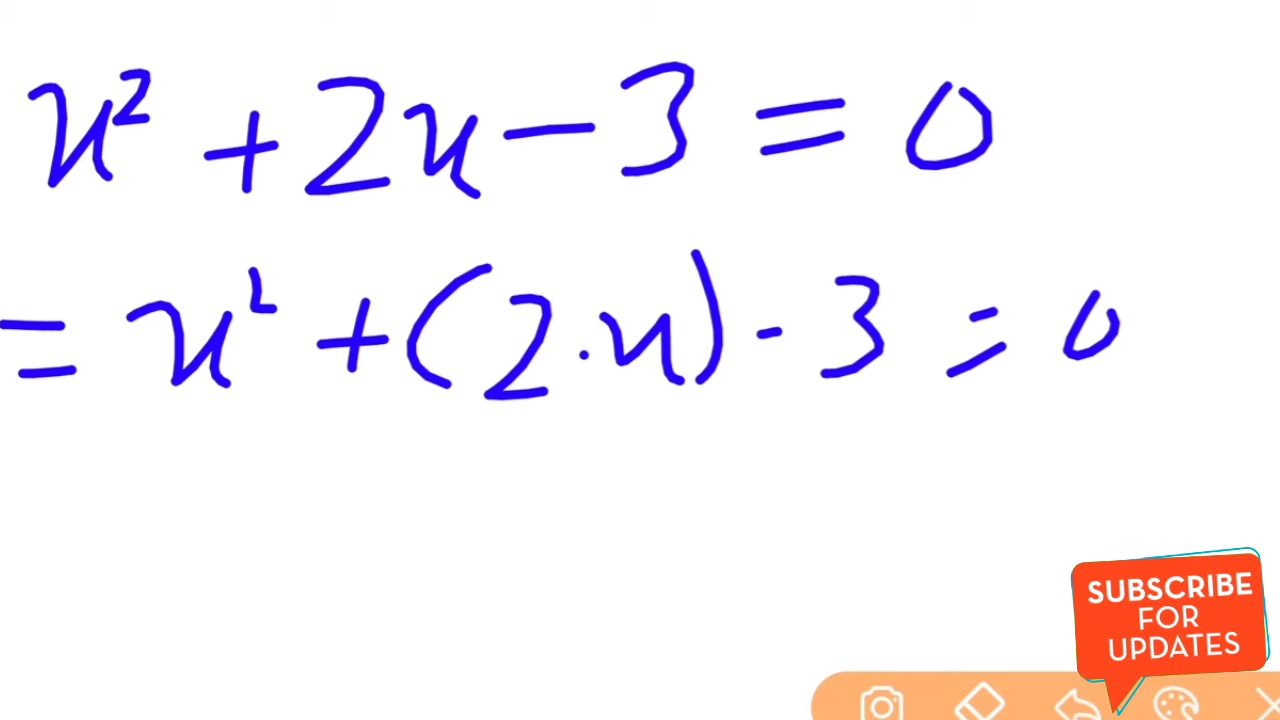 x² + 2x - 3 = 0
= x² + (2.x) - 3 = 0
SUBSCRIBE
FOR
UPDATES